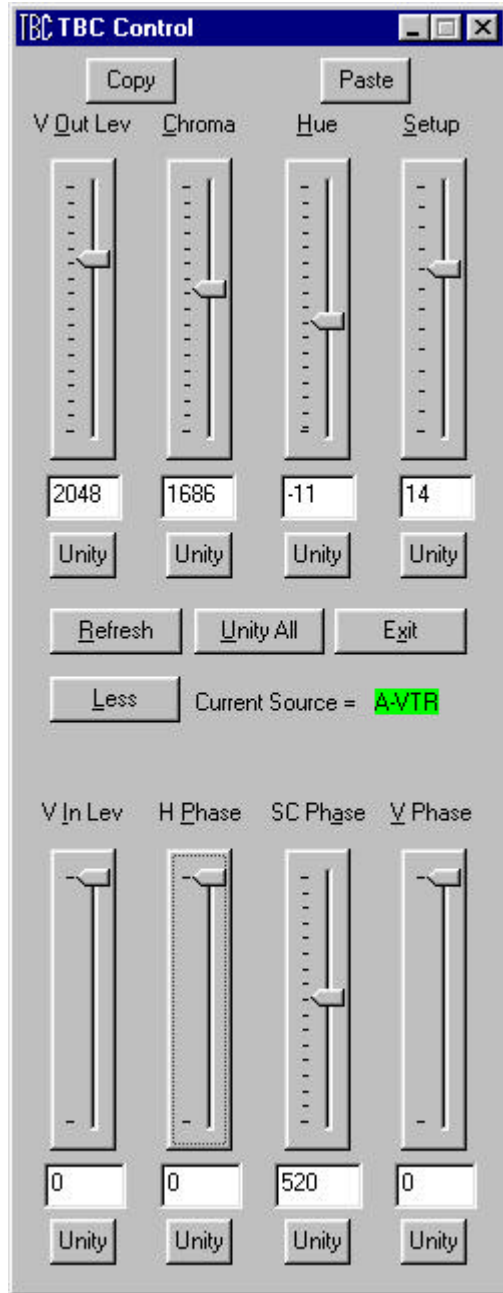 TBC TBC Control
Copy Paste
V Out Lev Chroma Hue Setup
2048 1686 -11 14
Unity Unity Unity Unity
Refresh Unity All Exit
Less Current Source = A-VTR
V In Lev H Phase SC Phase V Phase
0 0 520 0
Unity Unity Unity Unity